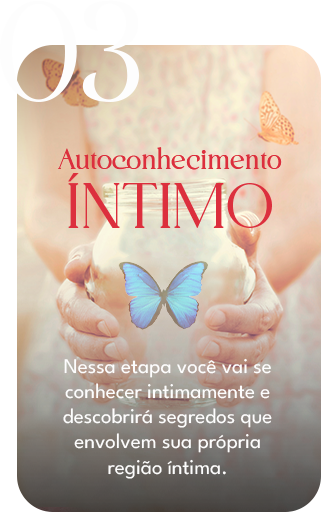 03
Autoconhecimento
ÍNTIMO
Nessa etapa você vai se
conhecer intimamente e
descobrirá segredos que
envolvem sua própria
região íntima.